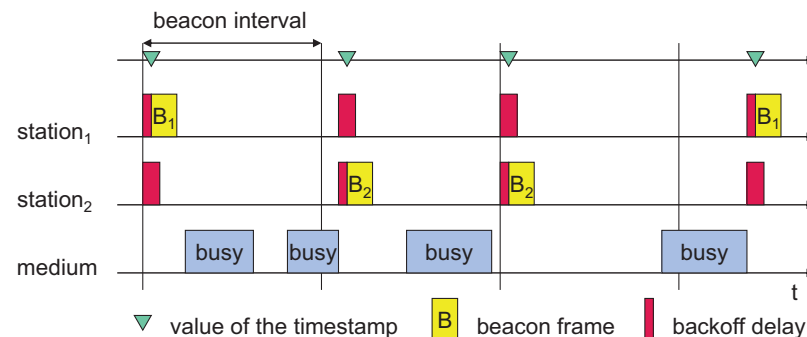 beacon interval
B1
B1
station1
B2
B2
station2
busy
busy
busy
busy
medium
t
value of the timestamp
B
beacon frame
backoff delay